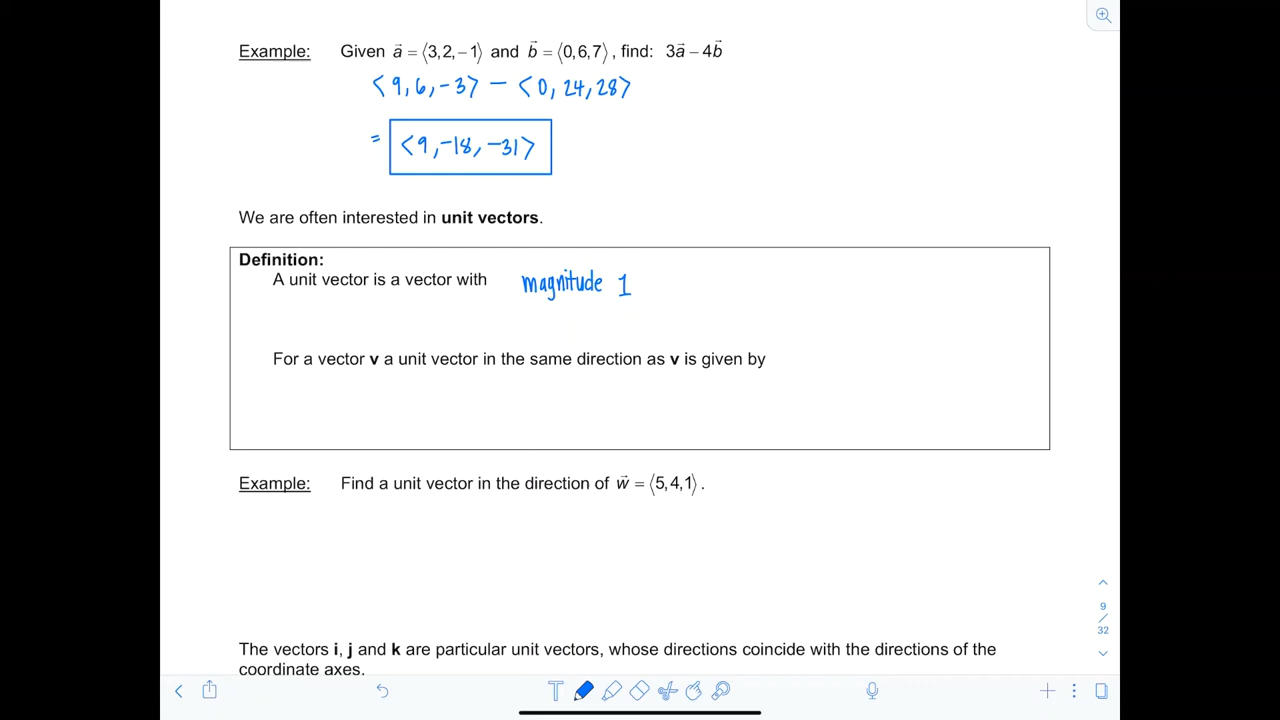 Example: Given a⃗ = ⟨3,2,−1⟩ and b⃗ = ⟨0,6,7⟩, find: 3a⃗ − 4b⃗
⟨9, 6, -3⟩ − ⟨0, 24, 28⟩
= ⟨9, -18, -31⟩
We are often interested in unit vectors.
Definition:
A unit vector is a vector with magnitude 1
For a vector v a unit vector in the same direction as v is given by
Example: Find a unit vector in the direction of w⃗ = ⟨5,4,1⟩.
9
/
32
The vectors i, j and k are particular unit vectors, whose directions coincide with the directions of the
coordinate axes.
T